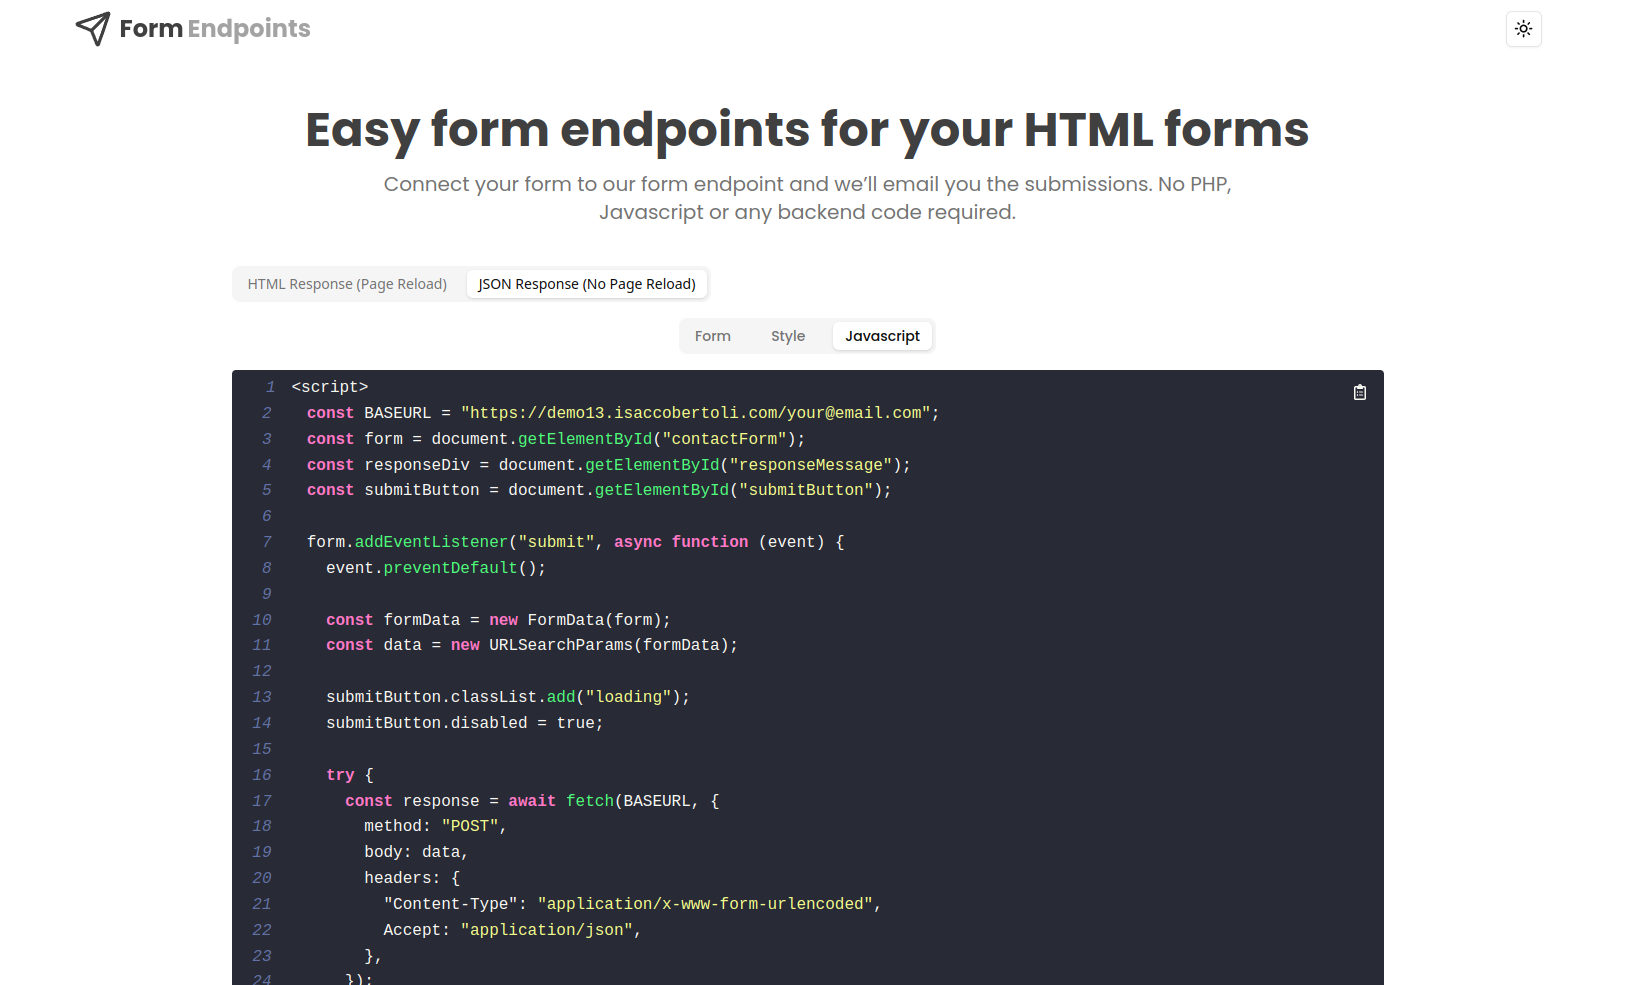 Form Endpoints
Easy form endpoints for your HTML forms
Connect your form to our form endpoint and we’ll email you the submissions. No PHP,
Javascript or any backend code required.
HTML Response (Page Reload) JSON Response (No Page Reload)
Form Style Javascript
1 <script>
2 const BASEURL = "https://demo13.isaccobertoli.com/your@email.com";
3 const form = document.getElementById("contactForm");
4 const responseDiv = document.getElementById("responseMessage");
5 const submitButton = document.getElementById("submitButton");
6
7 form.addEventListener("submit", async function (event) {
8 event.preventDefault();
9
10 const formData = new FormData(form);
11 const data = new URLSearchParams(formData);
12
13 submitButton.classList.add("loading");
14 submitButton.disabled = true;
15
16 try {
17 const response = await fetch(BASEURL, {
18 method: "POST",
19 body: data,
20 headers: {
21 "Content-Type": "application/x-www-form-urlencoded",
22 Accept: "application/json",
23 },
24 });